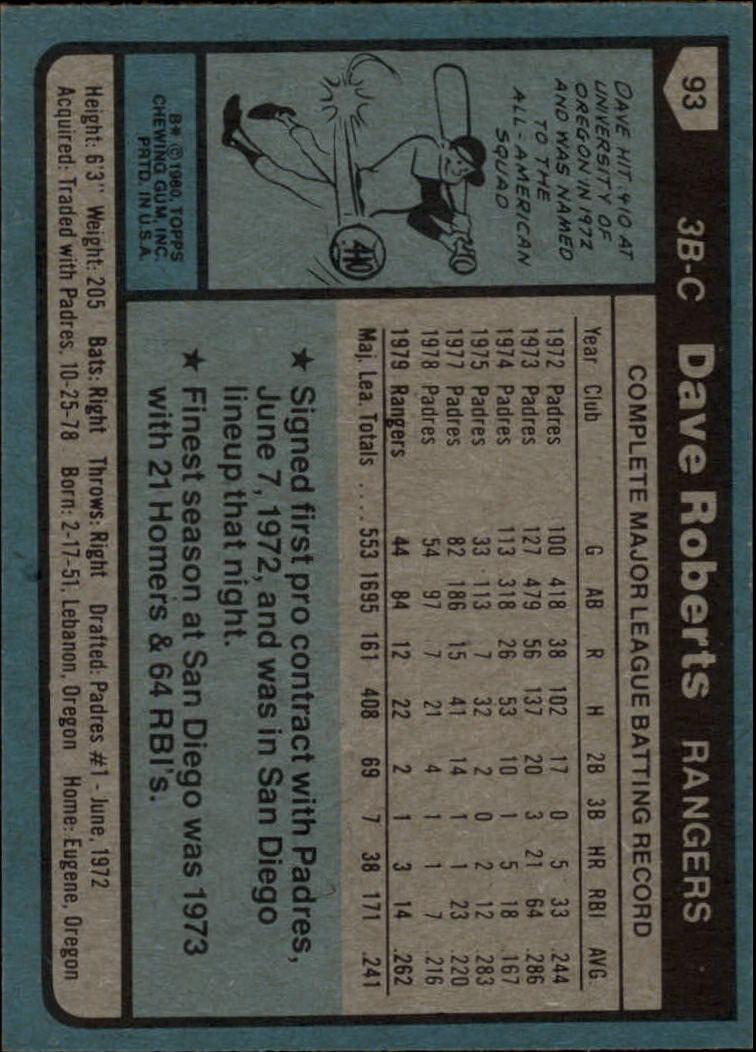 93
3B-C Dave Roberts RANGERS
DAVE HIT .410 AT
UNIVERSITY OF
OREGON IN 1972
AND WAS NAMED
TO THE
ALL-AMERICAN
SQUAD
.410
B* © 1980, TOPPS
CHEWING GUM, INC.
PRTD. IN U.S.A.
COMPLETE MAJOR LEAGUE BATTING RECORD
Year Club G AB R H 2B 3B HR RBI AVG.
1972 Padres 100 418 38 102 17 0 5 33 .244
1973 Padres 127 479 56 137 20 3 21 64 .286
1974 Padres 113 318 26 53 10 1 5 18 .167
1975 Padres 33 113 7 32 2 0 2 12 .283
1977 Padres 82 186 15 41 14 1 1 23 .220
1978 Padres 54 97 7 21 4 1 1 7 .216
1979 Rangers 44 84 12 22 2 1 3 14 .262
Maj. Lea. Totals .... 553 1695 161 408 69 7 38 171 .241
★ Signed first pro contract with Padres,
June 7, 1972, and was in San Diego
lineup that night.
★ Finest season at San Diego was 1973
with 21 Homers & 64 RBI's.
Height: 6'3" Weight: 205 Bats: Right Throws: Right Drafted: Padres #1 - June, 1972
Acquired: Traded with Padres, 10-25-78 Born: 2-17-51, Lebanon, Oregon Home: Eugene, Oregon